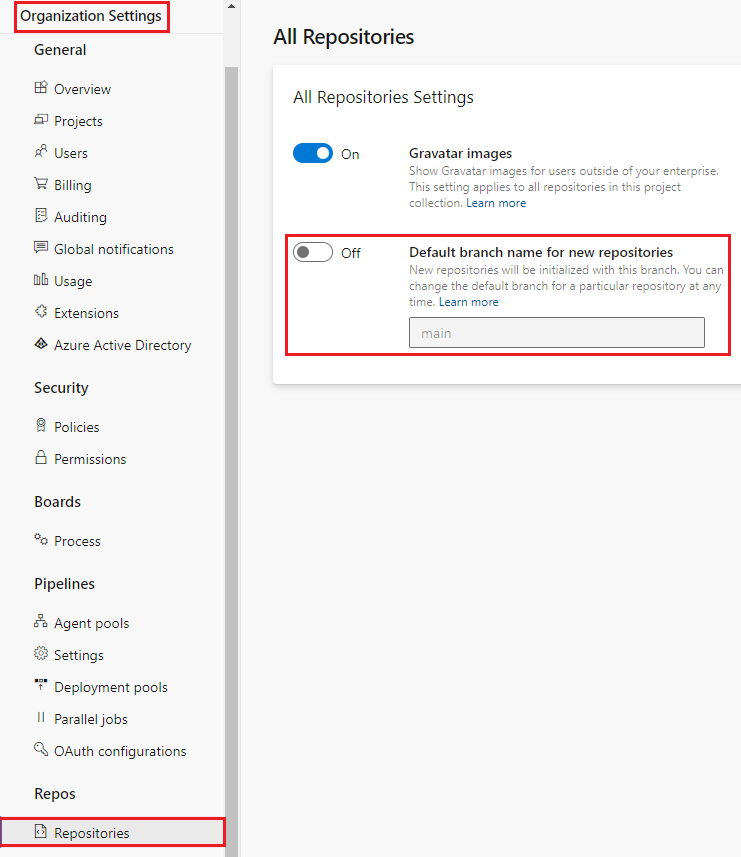 Organization Settings
General
Overview
Projects
Users
Billing
Auditing
Global notifications
Usage
Extensions
Azure Active Directory
Security
Policies
Permissions
Boards
Process
Pipelines
Agent pools
Settings
Deployment pools
Parallel jobs
OAuth configurations
Repos
Repositories
All Repositories
All Repositories Settings
On
Gravatar images
Show Gravatar images for users outside of your enterprise.
This setting applies to all repositories in this project
collection. Learn more
Off
Default branch name for new repositories
New repositories will be initialized with this branch. You can
change the default branch for a particular repository at any
time. Learn more
main